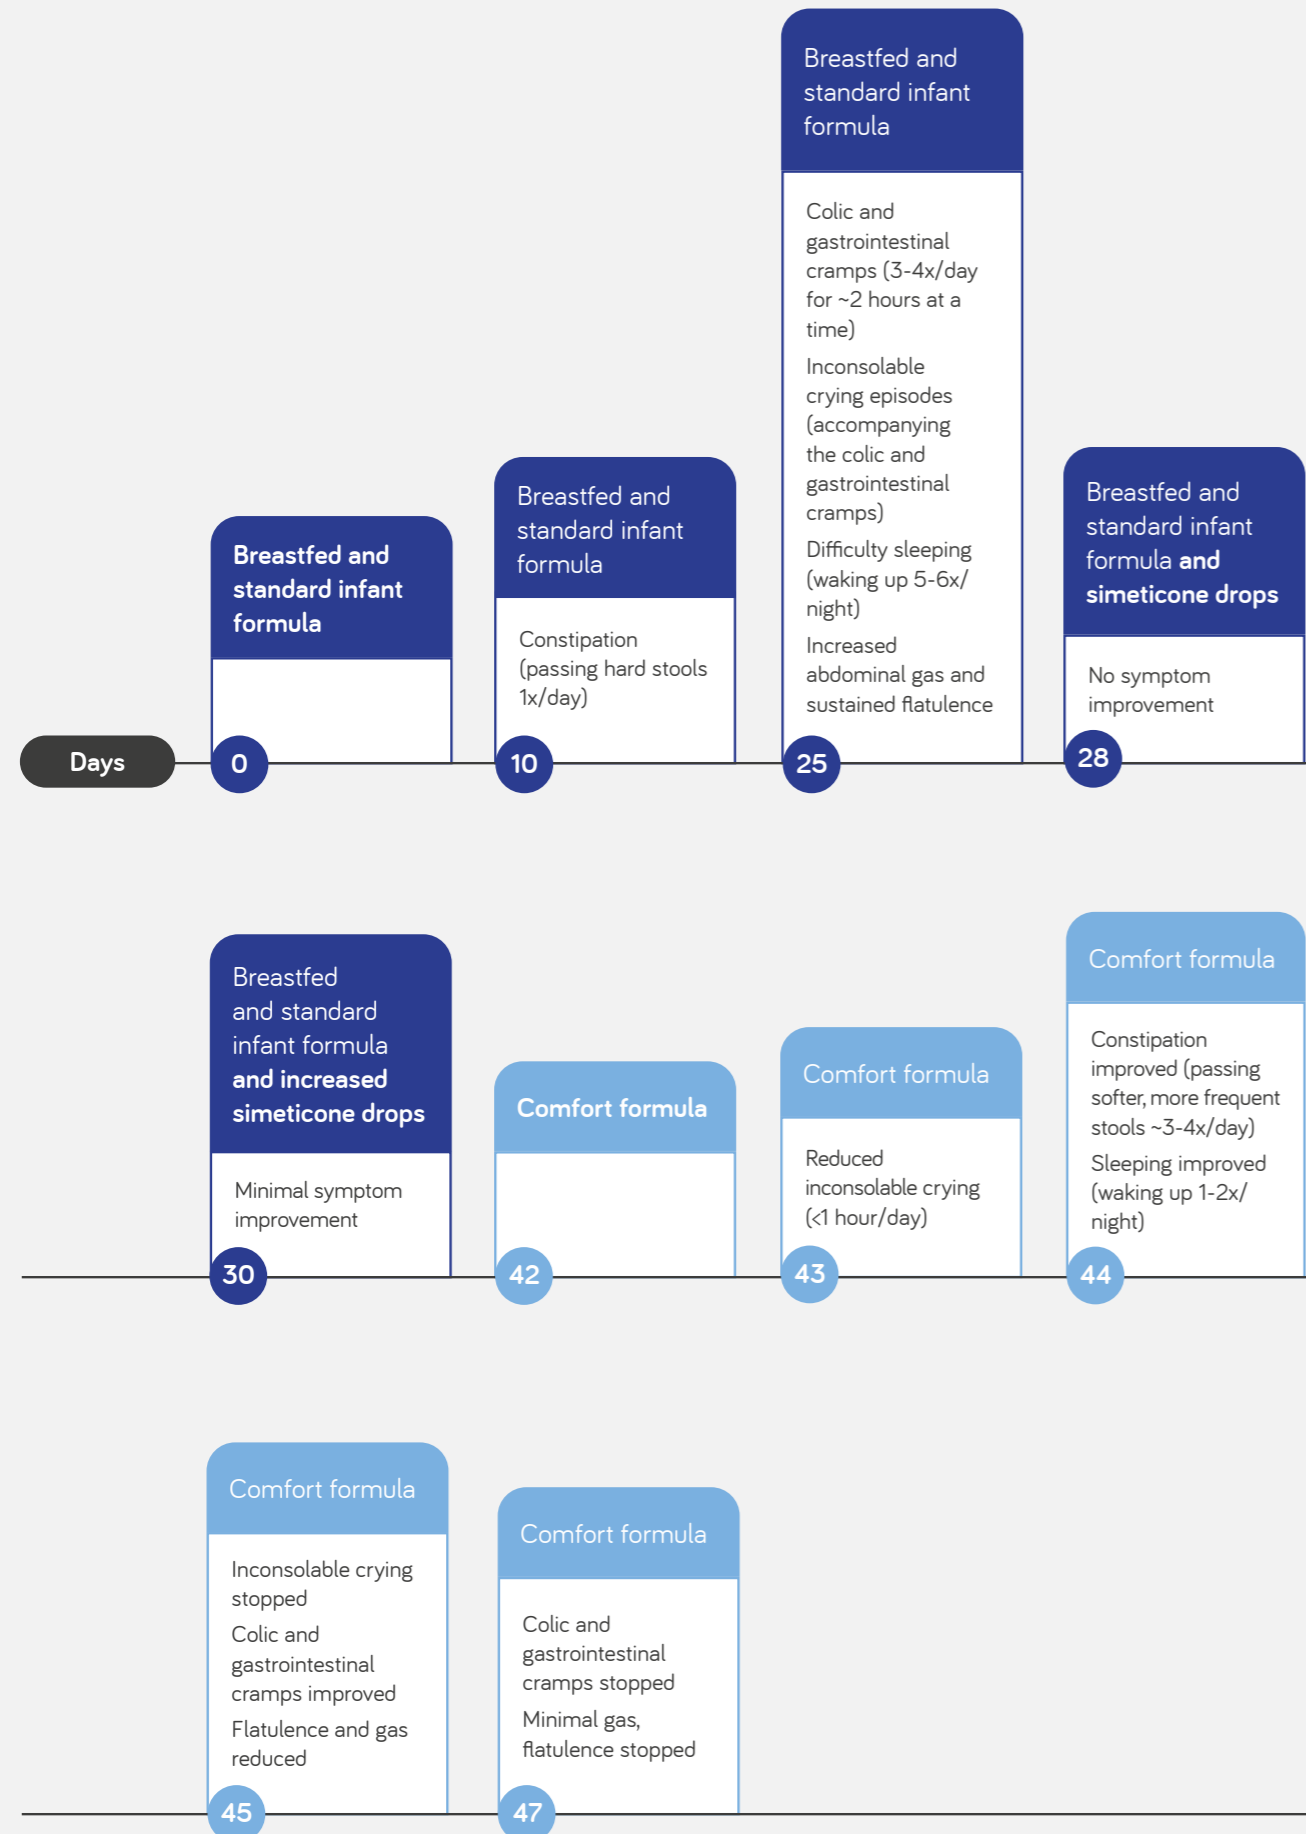 Breastfed and
standard infant
formula
Colic and
gastrointestinal
cramps (3-4x/day
for ~2 hours at a
time)
Inconsolable
crying episodes
(accompanying
the colic and
gastrointestinal
cramps)
Difficulty sleeping
(waking up 5-6x/
night)
Increased
abdominal gas and
sustained flatulence
Breastfed and
standard infant
formula
Breastfed and
standard infant
formula
Constipation
(passing hard stools
1x/day)
Breastfed and
standard infant
formula and
simeticone drops
No symptom
improvement
Days
0
10
25
28
Breastfed
and standard
infant formula
and increased
simeticone drops
Minimal symptom
improvement
Comfort formula
Comfort formula
Reduced
inconsolable crying
(<1 hour/day)
Comfort formula
Constipation
improved (passing
softer, more frequent
stools ~3-4x/day)
Sleeping improved
(waking up 1-2x/
night)
30
42
43
44
Comfort formula
Inconsolable crying
stopped
Colic and
gastrointestinal
cramps improved
Flatulence and gas
reduced
Comfort formula
Colic and
gastrointestinal
cramps stopped
Minimal gas,
flatulence stopped
45
47